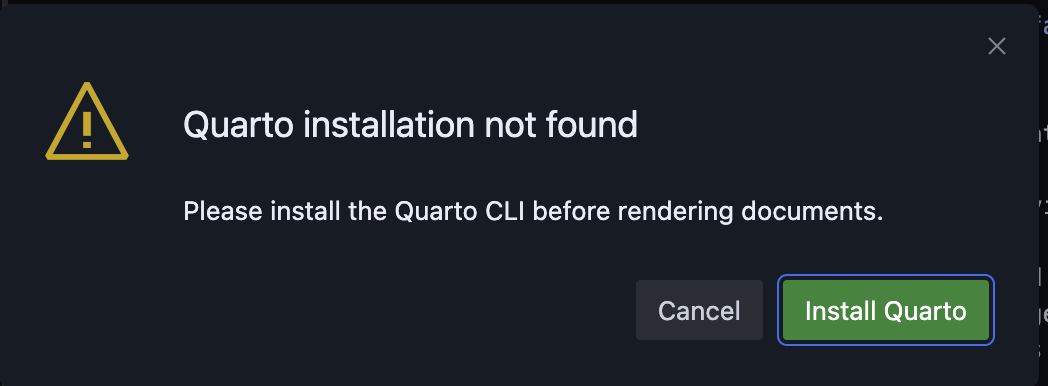 Quarto installation not found
Please install the Quarto CLI before rendering documents.
Cancel
Install Quarto